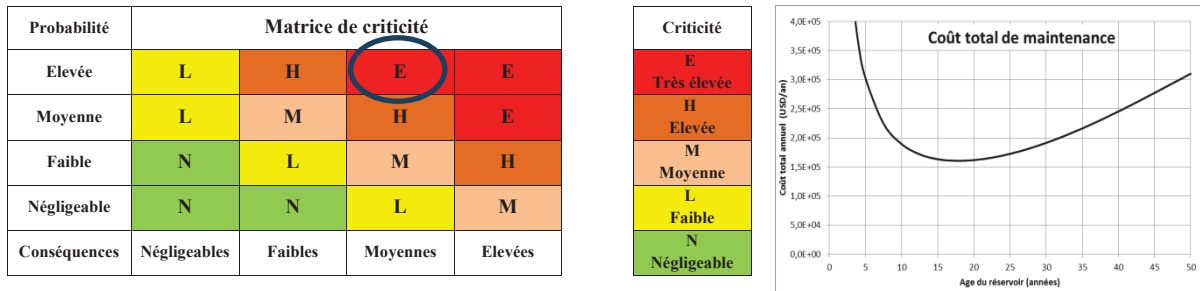 Probabilité Matrice de criticité
Elevée L H E E
Moyenne L M H E
Faible N L M H
Négligeable N N L M
Conséquences Négligeables Faibles Moyennes Elevées
Criticité
E
Très élevée
H
Elevée
M
Moyenne
L
Faible
N
Négligeable
Coût total de maintenance
Coût total annuel (USD/an)
4,0E+05
3,5E+05
3,0E+05
2,5E+05
2,0E+05
1,5E+05
1,0E+05
5,0E+04
0,0E+00
0 5 10 15 20 25 30 35 40 45 50
Age du réservoir (années)